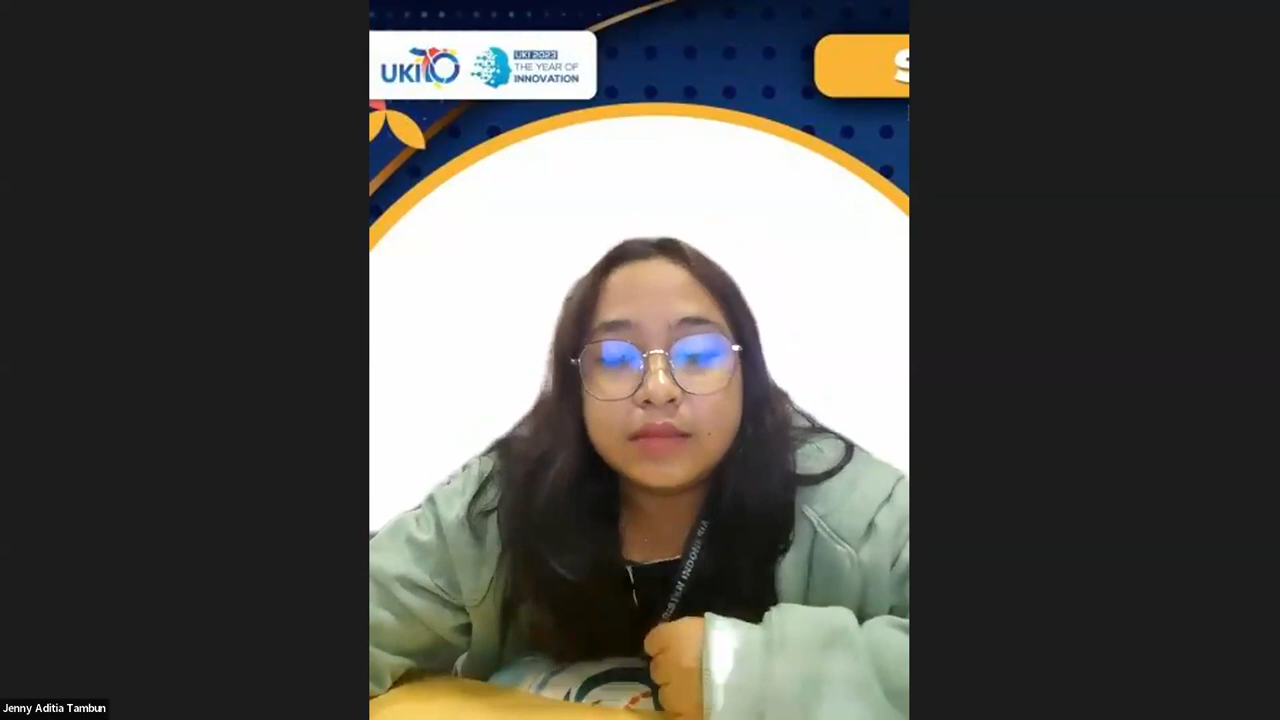 UKI 70
UKI 2023
THE YEAR OF
INNOVATION
S
Jenny Aditia Tambun